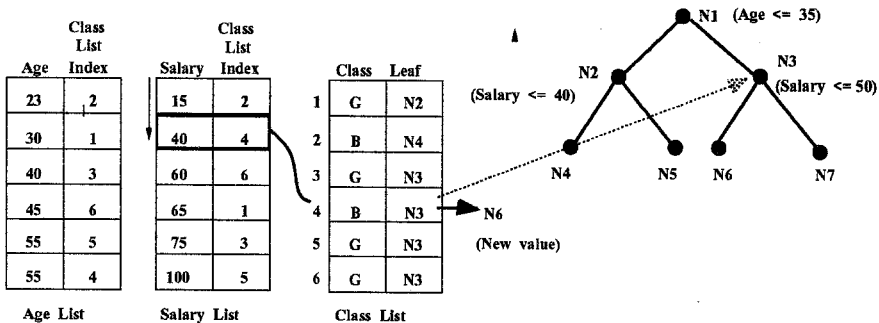 Age Class List Index
23 2
30 1
40 3
45 6
55 5
55 4
Age List
Salary Class List Index
15 2
40 4
60 6
65 1
75 3
100 5
Salary List
Class Leaf
1 G N2
2 B N4
3 G N3
4 B N3
5 G N3
6 G N3
Class List
N6
(New value)
N1 (Age <= 35)
N2
(Salary <= 40)
N3
(Salary <= 50)
N4
N5
N6
N7